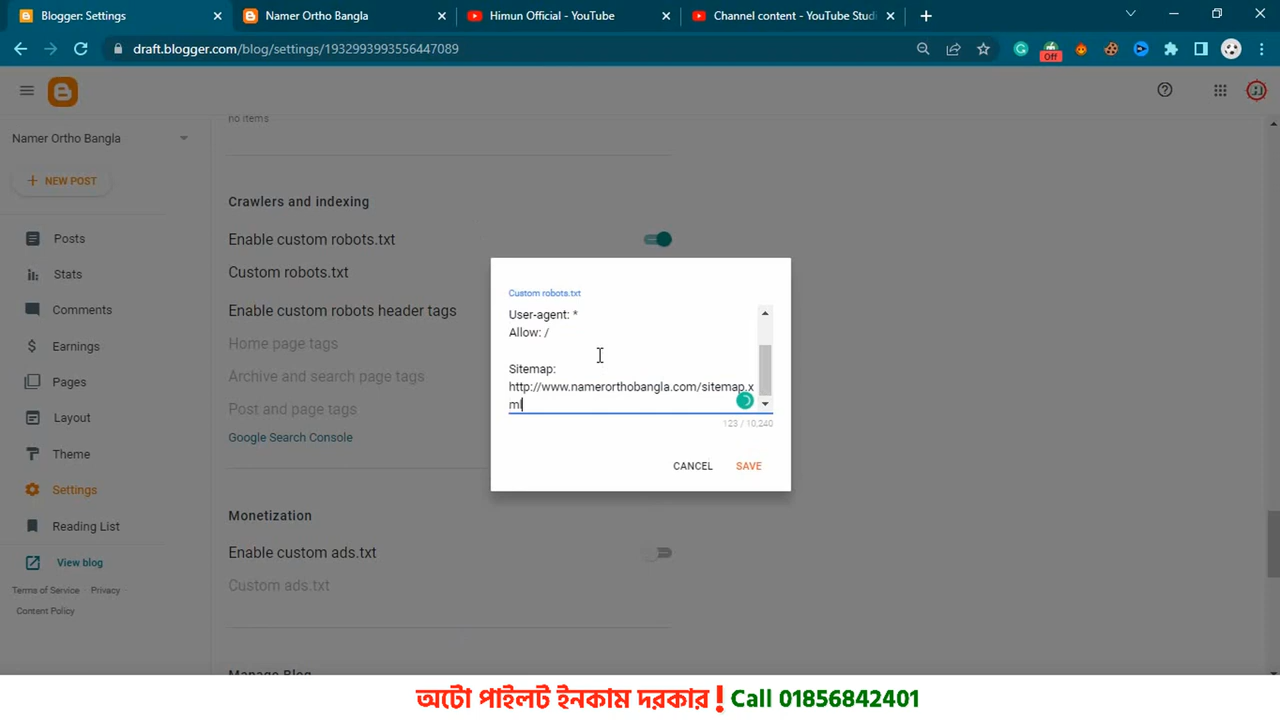 Blogger: Settings
Namer Ortho Bangla
Himun Official - YouTube
Channel content - YouTube Studi
draft.blogger.com/blog/settings/1932993993556447089
Off
Namer Ortho Bangla
NEW POST
Posts
Stats
Comments
Earnings
Pages
Layout
Theme
Settings
Reading List
View blog
Terms of Service · Privacy
Content Policy
no items
Crawlers and indexing
Enable custom robots.txt
Custom robots.txt
Enable custom robots header tags
Home page tags
Archive and search page tags
Post and page tags
Google Search Console
Monetization
Enable custom ads.txt
Custom ads.txt
Custom robots.txt
User-agent: *
Allow: /
Sitemap:
http://www.namerorthobangla.com/sitemap.x
ml
123 / 10,240
CANCEL
SAVE
Manage Blog
অটো পাইলট ইনকাম দরকার ! Call 01856842401